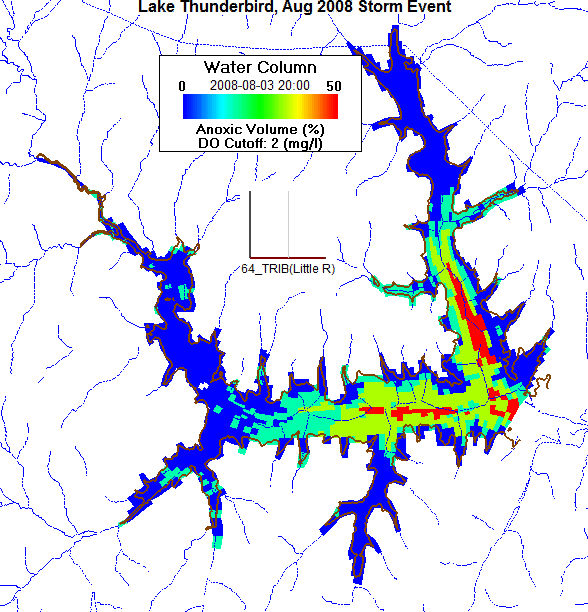 Lake Thunderbird, Aug 2008 Storm Event
Water Column
0 2008-08-03 20:00 50
Anoxic Volume (%)
DO Cutoff: 2 (mg/l)
64_TRIB(Little R)